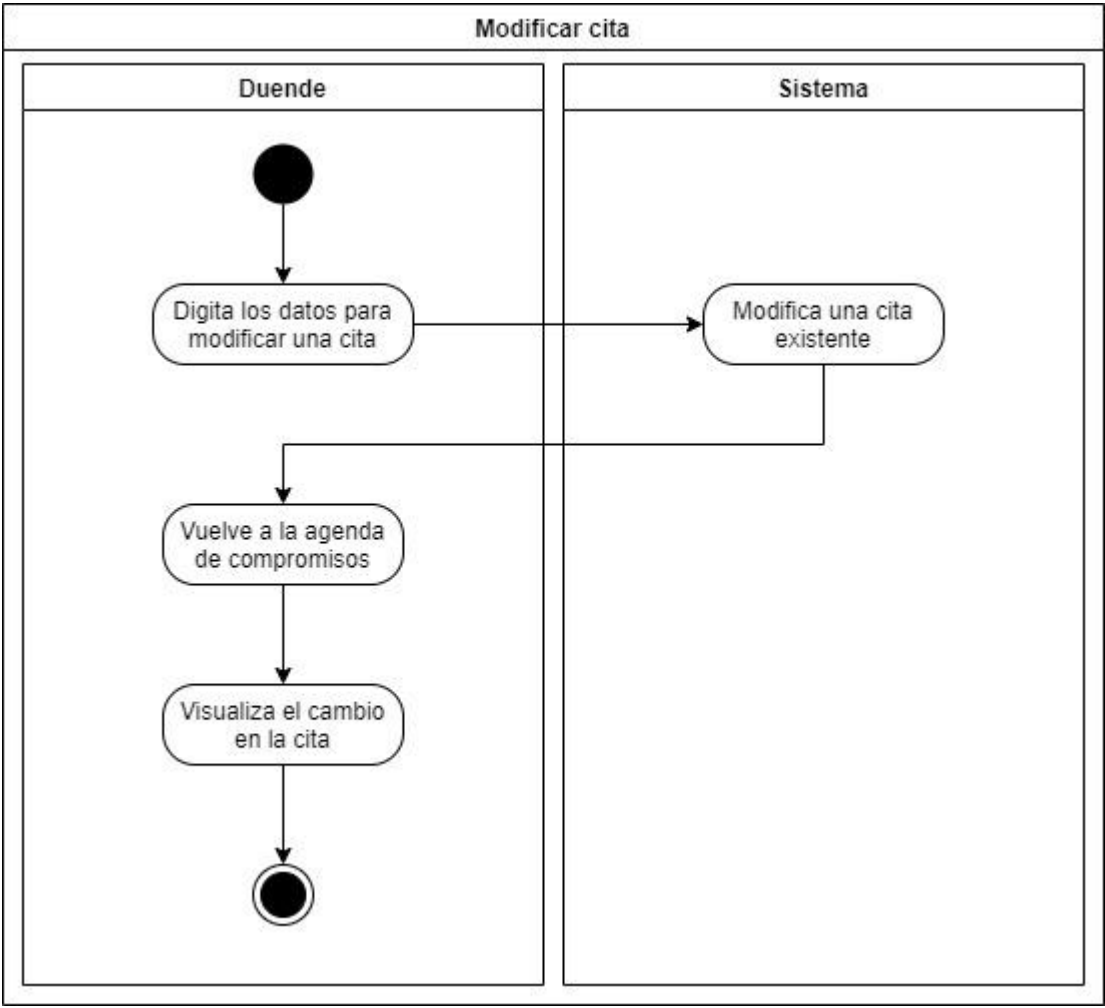 Modificar cita
Duende
Sistema
Digita los datos para
modificar una cita
Modifica una cita
existente
Vuelve a la agenda
de compromisos
Visualiza el cambio
en la cita